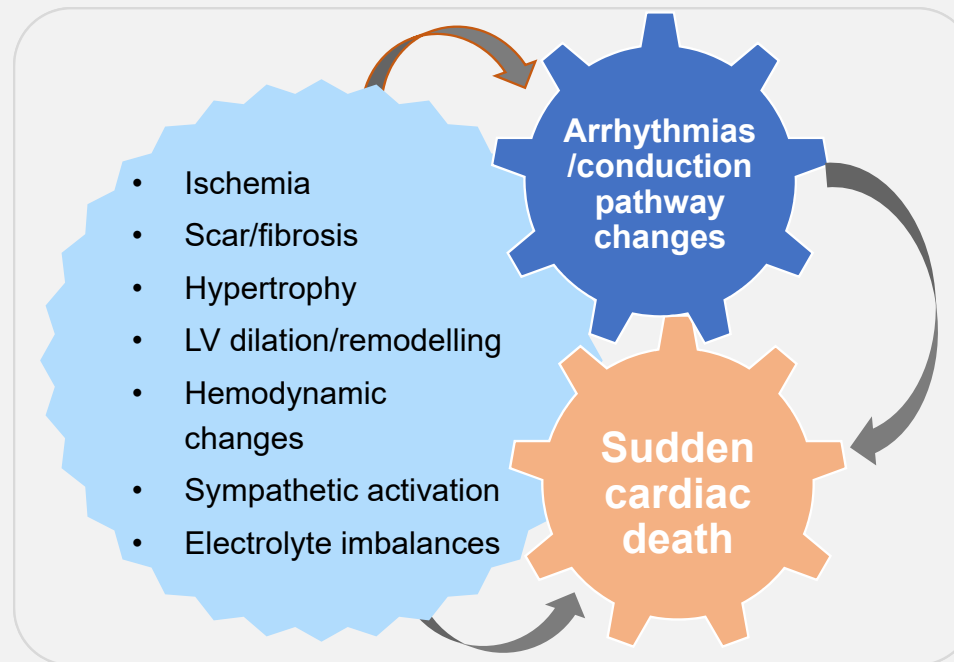 • Ischemia
• Scar/fibrosis
• Hypertrophy
• LV dilation/remodelling
• Hemodynamic
changes
• Sympathetic activation
• Electrolyte imbalances
Arrhythmias
/conduction
pathway
changes
Sudden
cardiac
death